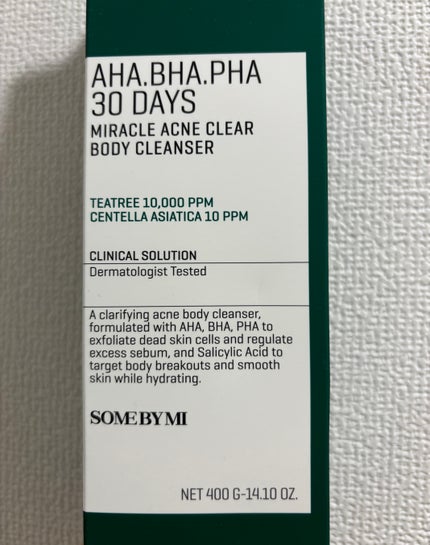 AHA.BHA.PHA
30 DAYS
MIRACLE ACNE CLEAR
BODY CLEANSER
TEATREE 10,000 PPM
CENTELLA ASIATICA 10 PPM
CLINICAL SOLUTION
Dermatologist Tested
A clarifying acne body cleanser,
formulated with AHA, BHA, PHA to
exfoliate dead skin cells and regulate
excess sebum, and Salicylic Acid to
target body breakouts and smooth
skin while hydrating.
SOMEBYMI
NET 400 G-14.10 OZ.